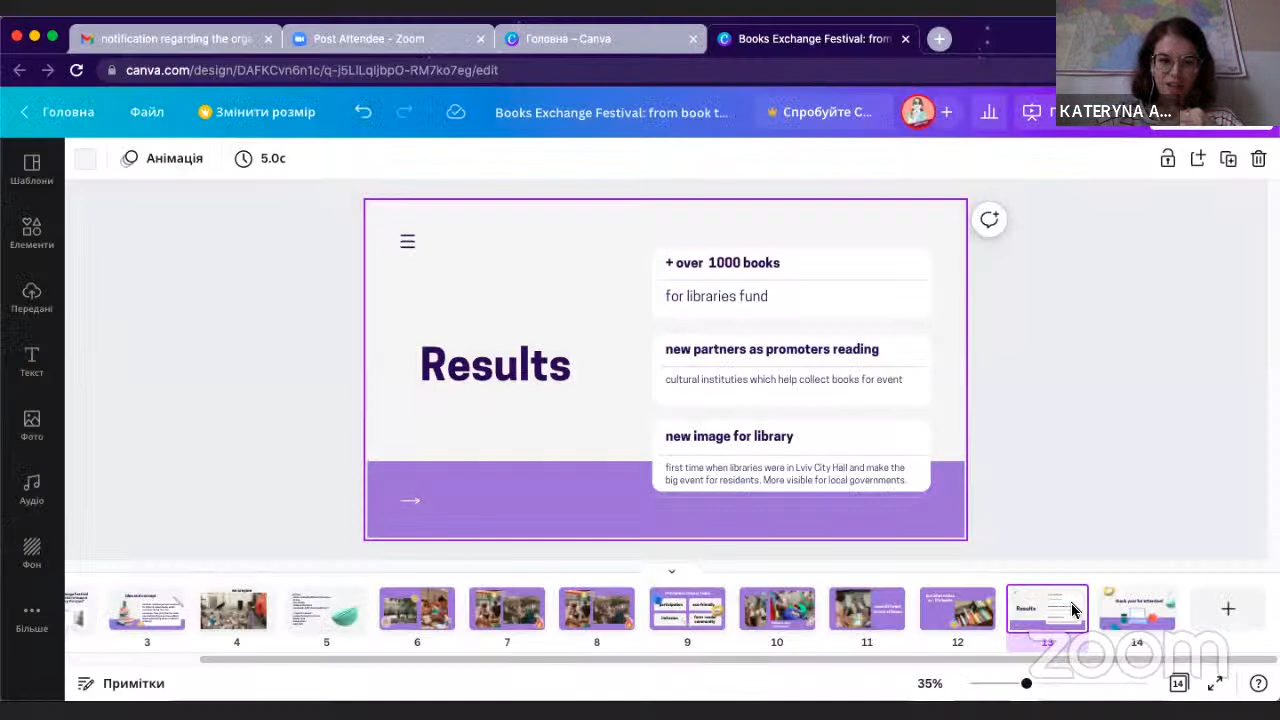 notification regarding the orga
Post Attendee - Zoom
Головна – Canva
Books Exchange Festival: from
canva.com/design/DAFKCvn6n1c/q-j5LlLqljbpO-RM7ko7eg/edit
KATERYNA A...
Головна
Файл
Змінити розмір
Books Exchange Festival: from book t...
Спробуйте С...
Анімація
5.0с
Шаблони
Елементи
Передані
Текст
Фото
Аудіо
Фон
Більше
Results
+ over 1000 books
for libraries fund
new partners as promoters reading
cultural instituties which help collect books for event
new image for library
first time when libraries were in Lviv City Hall and make the
big event for residents. More visible for local governments.
Results
3
4
5
6
7
8
9
10
11
12
13
14
zoom
Примітки
35%
14